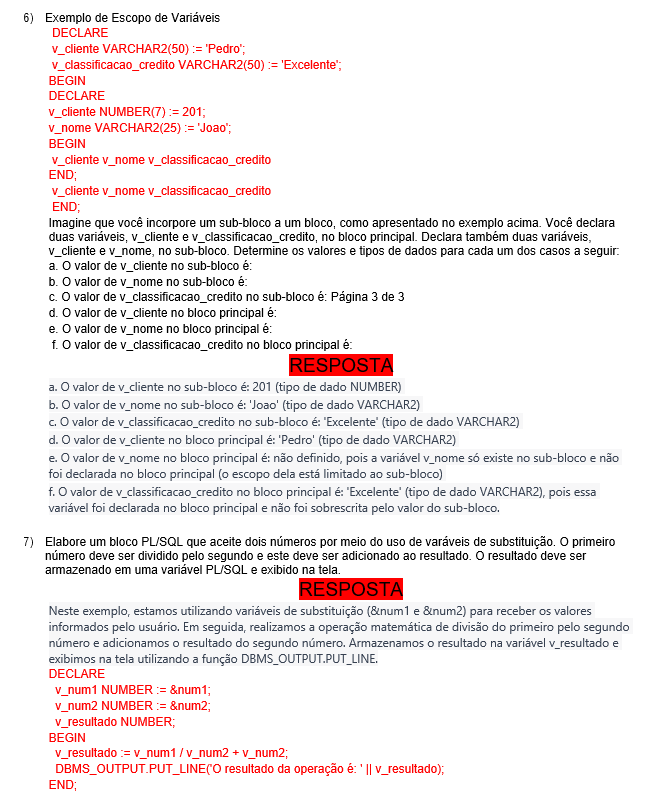 6) Exemplo de Escopo de Variáveis
DECLARE
v_cliente VARCHAR2(50) := 'Pedro';
v_classificacao_credito VARCHAR2(50) := 'Excelente';
BEGIN
DECLARE
v_cliente NUMBER(7) := 201;
v_nome VARCHAR2(25) := 'Joao';
BEGIN
v_cliente v_nome v_classificacao_credito
END;
v_cliente v_nome v_classificacao_credito
END;
Imagine que você incorpore um sub-bloco a um bloco, como apresentado no exemplo acima. Você declara
duas variáveis, v_cliente e v_classificacao_credito, no bloco principal. Declara também duas variáveis,
v_cliente e v_nome, no sub-bloco. Determine os valores e tipos de dados para cada um dos casos a seguir:
a. O valor de v_cliente no sub-bloco é:
b. O valor de v_nome no sub-bloco é:
c. O valor de v_classificacao_credito no sub-bloco é: Página 3 de 3
d. O valor de v_cliente no bloco principal é:
e. O valor de v_nome no bloco principal é:
f. O valor de v_classificacao_credito no bloco principal é:
RESPOSTA
a. O valor de v_cliente no sub-bloco é: 201 (tipo de dado NUMBER)
b. O valor de v_nome no sub-bloco é: 'Joao' (tipo de dado VARCHAR2)
c. O valor de v_classificacao_credito no sub-bloco é: 'Excelente' (tipo de dado VARCHAR2)
d. O valor de v_cliente no bloco principal é: 'Pedro' (tipo de dado VARCHAR2)
e. O valor de v_nome no bloco principal é: não definido, pois a variável v_nome só existe no sub-bloco e não
foi declarada no bloco principal (o escopo dela está limitado ao sub-bloco)
f. O valor de v_classificacao_credito no bloco principal é: 'Excelente' (tipo de dado VARCHAR2), pois essa
variável foi declarada no bloco principal e não foi sobrescrita pelo valor do sub-bloco.
7) Elabore um bloco PL/SQL que aceite dois números por meio do uso de varáveis de substituição. O primeiro
número deve ser dividido pelo segundo e este deve ser adicionado ao resultado. O resultado deve ser
armazenado em uma variável PL/SQL e exibido na tela.
RESPOSTA
Neste exemplo, estamos utilizando variáveis de substituição (&num1 e &num2) para receber os valores
informados pelo usuário. Em seguida, realizamos a operação matemática de divisão do primeiro pelo segundo
número e adicionamos o resultado do segundo número. Armazenamos o resultado na variável v_resultado e
exibimos na tela utilizando a função DBMS_OUTPUT.PUT_LINE.
DECLARE
v_num1 NUMBER := &num1;
v_num2 NUMBER := &num2;
v_resultado NUMBER;
BEGIN
v_resultado := v_num1 / v_num2 + v_num2;
DBMS_OUTPUT.PUT_LINE('O resultado da operação é: ' || v_resultado);
END;